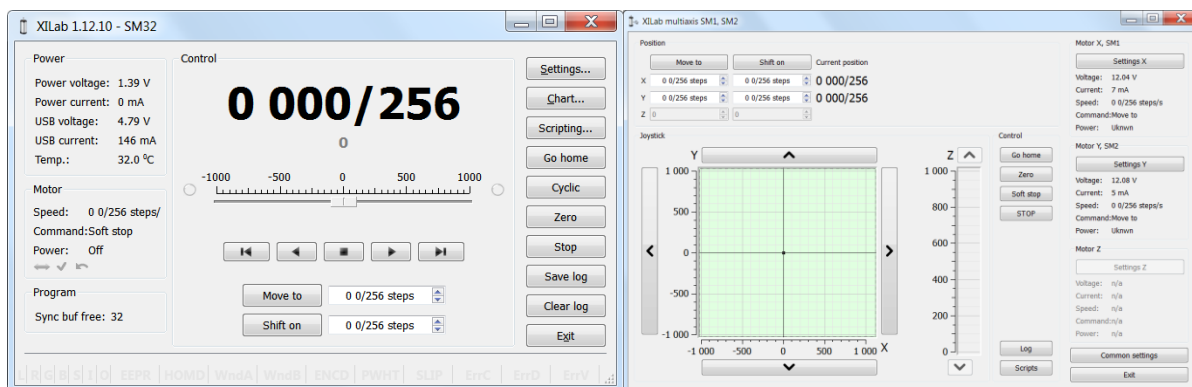 XILab 1.12.10 - SM32
Power
Power voltage: 1.39 V
Power current: 0 mA
USB voltage: 4.79 V
USB current: 146 mA
Temp.: 32.0 ⁰C
Motor
Speed: 0 0/256 steps/
Command:Soft stop
Power: Off
Program
Sync buf free: 32
Control
0 000/256
0
-1000 -500 0 500 1000
Move to 0 0/256 steps
Shift on 0 0/256 steps
Settings...
Chart...
Scripting...
Go home
Cyclic
Zero
Stop
Save log
Clear log
Exit
L R G B S I O EEPR HOMD WndA WndB ENCD PWHT SLIP ErrC ErrD ErrV
XILab multiaxis SM1, SM2
Position
Move to Shift on Current position
X 0 0/256 steps 0 0/256 steps 0 000/256
Y 0 0/256 steps 0 0/256 steps 0 000/256
Z 0 0
Joystick
Y
1 000
500
0
-500
-1 000
-1 000 -500 0 500 1 000 X
Z
1 000
800
600
400
200
0
Control
Go home
Zero
Soft stop
STOP
Log
Scripts
Motor X, SM1
Settings X
Voltage: 12.04 V
Current: 7 mA
Speed: 0 0/256 steps/s
Command:Move to
Power: Uknwn
Motor Y, SM2
Settings Y
Voltage: 12.08 V
Current: 5 mA
Speed: 0 0/256 steps/s
Command:Move to
Power: Uknwn
Motor Z
Settings Z
Voltage: n/a
Current: n/a
Speed: n/a
Command:n/a
Power: n/a
Common settings
Exit